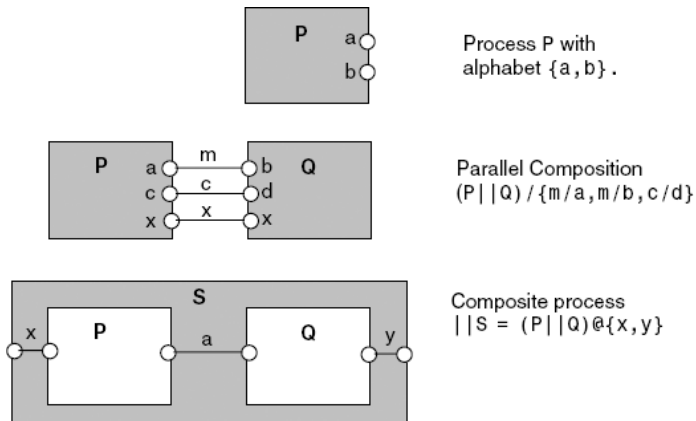 P
a
b
Process P with
alphabet {a,b}.
P
a
c
x
m
c
x
b
d
x
Q
Parallel Composition
(P||Q)/{m/a,m/b,c/d}
S
x
P
a
Q
y
Composite process
||S = (P||Q)@{x,y}